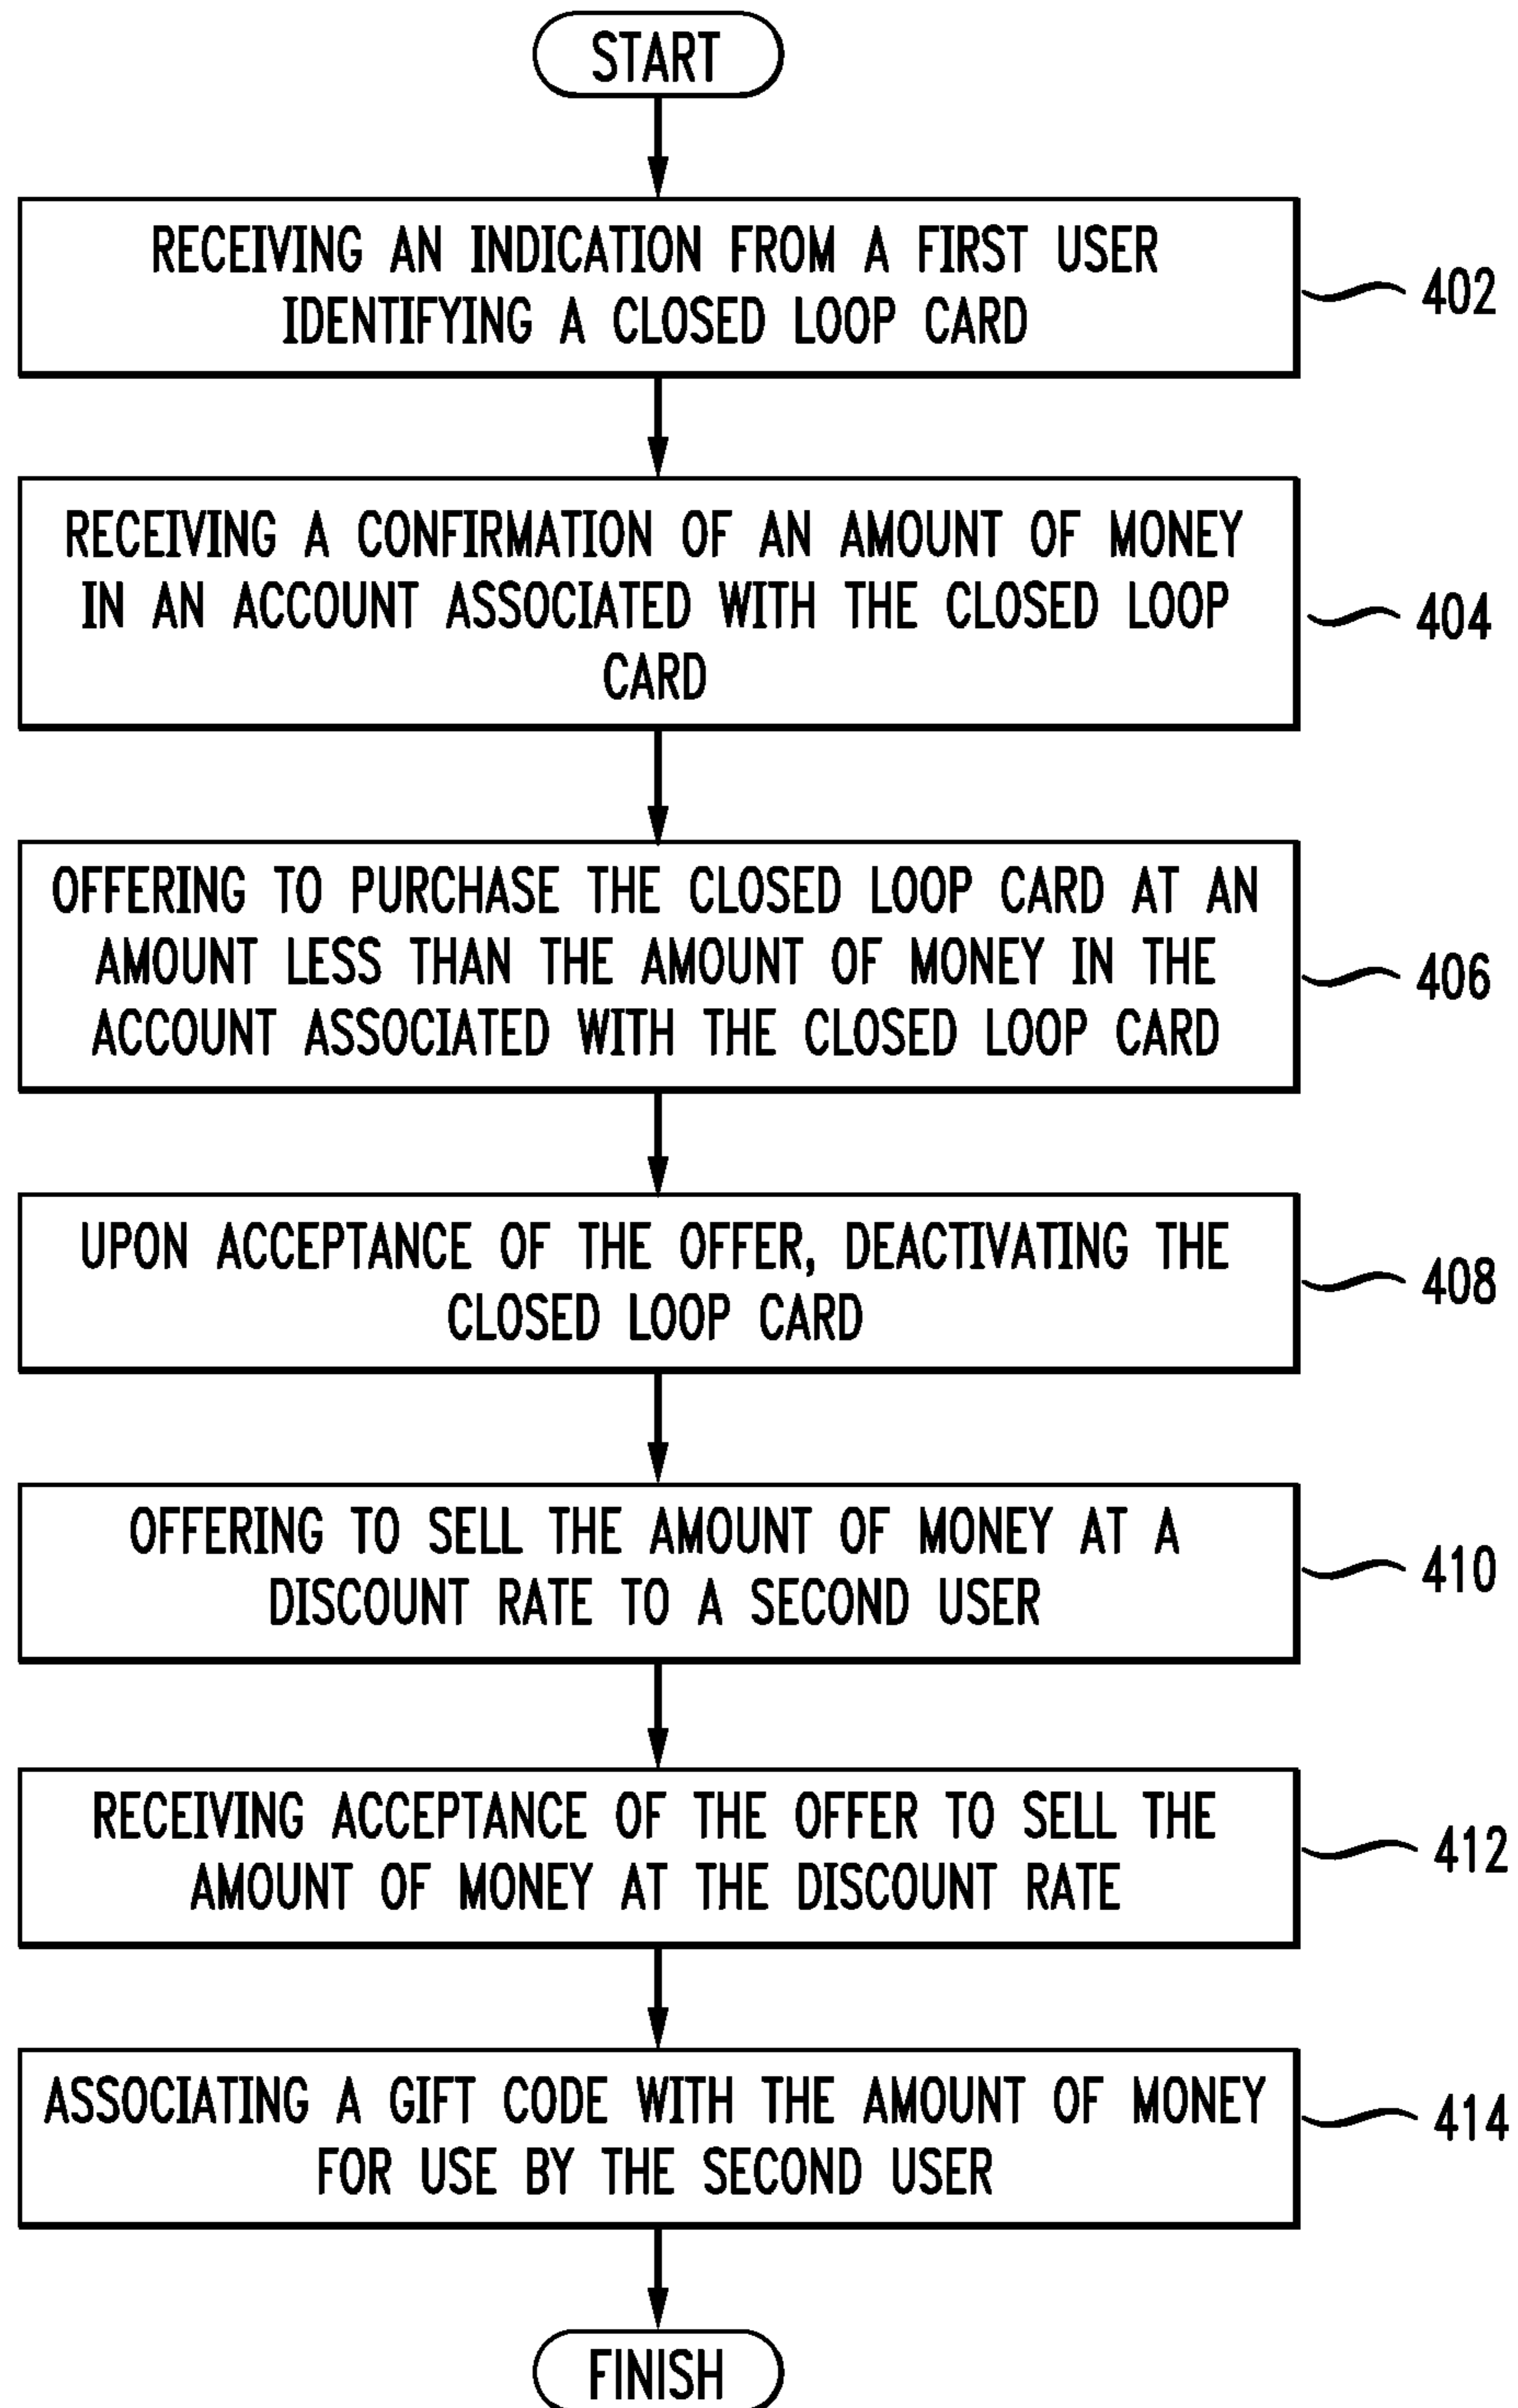 START
RECEIVING AN INDICATION FROM A FIRST USER
IDENTIFYING A CLOSED LOOP CARD
402
RECEIVING A CONFIRMATION OF AN AMOUNT OF MONEY
IN AN ACCOUNT ASSOCIATED WITH THE CLOSED LOOP
CARD
404
OFFERING TO PURCHASE THE CLOSED LOOP CARD AT AN
AMOUNT LESS THAN THE AMOUNT OF MONEY IN THE
ACCOUNT ASSOCIATED WITH THE CLOSED LOOP CARD
406
UPON ACCEPTANCE OF THE OFFER, DEACTIVATING THE
CLOSED LOOP CARD
408
OFFERING TO SELL THE AMOUNT OF MONEY AT A
DISCOUNT RATE TO A SECOND USER
410
RECEIVING ACCEPTANCE OF THE OFFER TO SELL THE
AMOUNT OF MONEY AT THE DISCOUNT RATE
412
ASSOCIATING A GIFT CODE WITH THE AMOUNT OF MONEY
FOR USE BY THE SECOND USER
414
FINISH